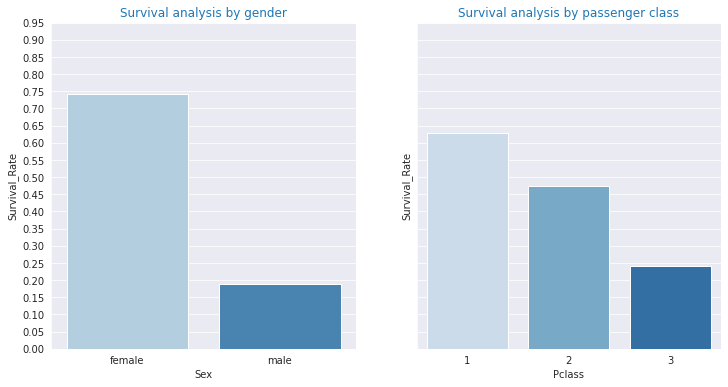 Survival analysis by gender
0.95
0.90
0.85
0.80
0.75
0.70
0.65
0.60
0.55
0.50
0.45
0.40
0.35
0.30
0.25
0.20
0.15
0.10
0.05
0.00
Survival_Rate
female male
Sex
Survival analysis by passenger class
Survival_Rate
1 2 3
Pclass